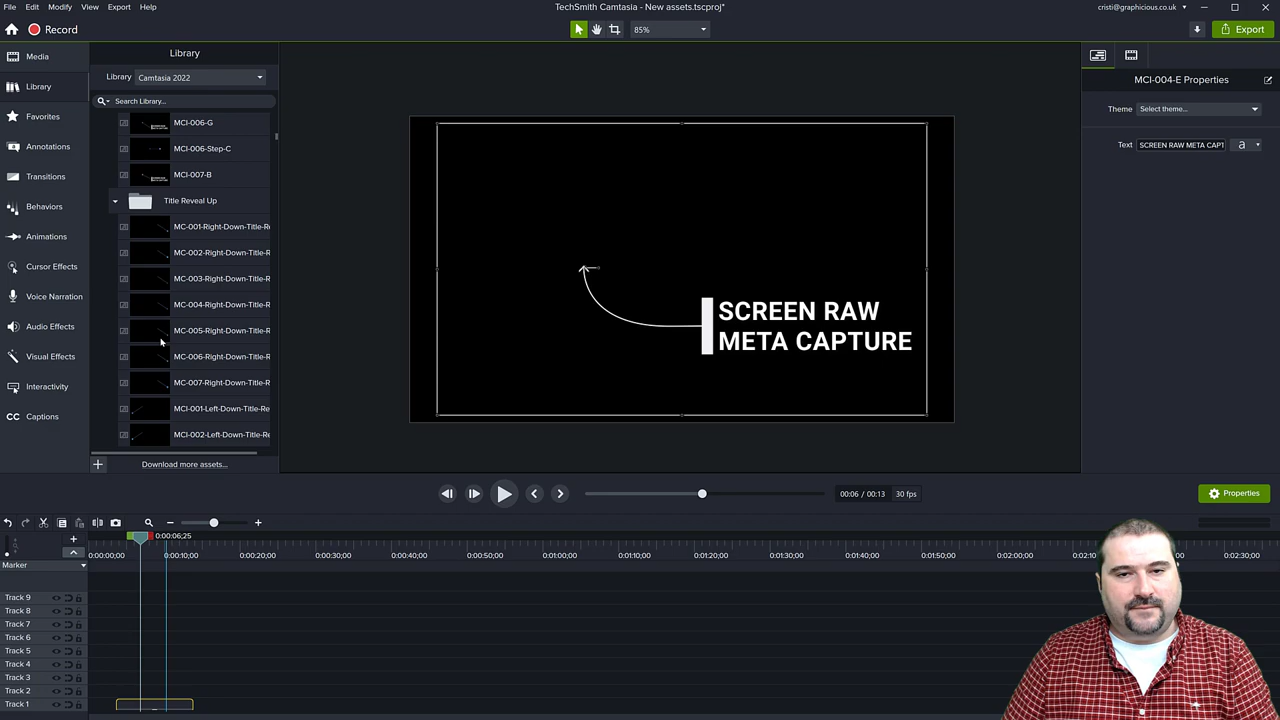 File Edit Modify View Export Help
TechSmith Camtasia - New assets.tscproj*
cristi@graphicious.co.uk
Record
85%
Export
Media
Library
Favorites
Annotations
Transitions
Behaviors
Animations
Cursor Effects
Voice Narration
Audio Effects
Visual Effects
Interactivity
CC Captions
Library
Library Camtasia 2022
Search Library...
MCI-006-G
MCI-006-Step-C
MCI-007-B
Title Reveal Up
MC-001-Right-Down-Title-R
MC-002-Right-Down-Title-R
MC-003-Right-Down-Title-R
MC-004-Right-Down-Title-R
MC-005-Right-Down-Title-R
MC-006-Right-Down-Title-R
MC-007-Right-Down-Title-R
MCI-001-Left-Down-Title-Re
MCI-002-Left-Down-Title-Re
Download more assets...
SCREEN RAW
META CAPTURE
MCI-004-E Properties
Theme Select theme...
Text SCREEN RAW META CAPT a
00:06 / 00:13 30 fps
Properties
0:00:06;25
0:00:00;00 0:00:10;00 0:00:20;00 0:00:30;00 0:00:40;00 0:00:50;00 0:01:00;00 0:01:10;00 0:01:20;00 0:01:30;00 0:01:40;00 0:01:50;00 0:02:00;00 0:02:10 0:02:30;00
Marker
Track 9
Track 8
Track 7
Track 6
Track 5
Track 4
Track 3
Track 2
Track 1